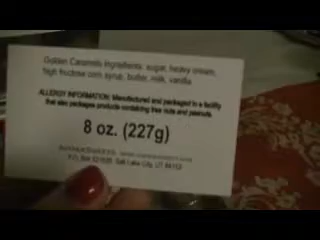 Golden Caramels Ingredients: sugar, heavy cream,
high fructose corn syrup, butter, milk, vanilla
ALLERGY INFORMATION: Manufactured and packaged in a facility
that also packages products containing tree nuts and peanuts.
8 oz. (227g)
P.O. Box Salt Lake City, UT